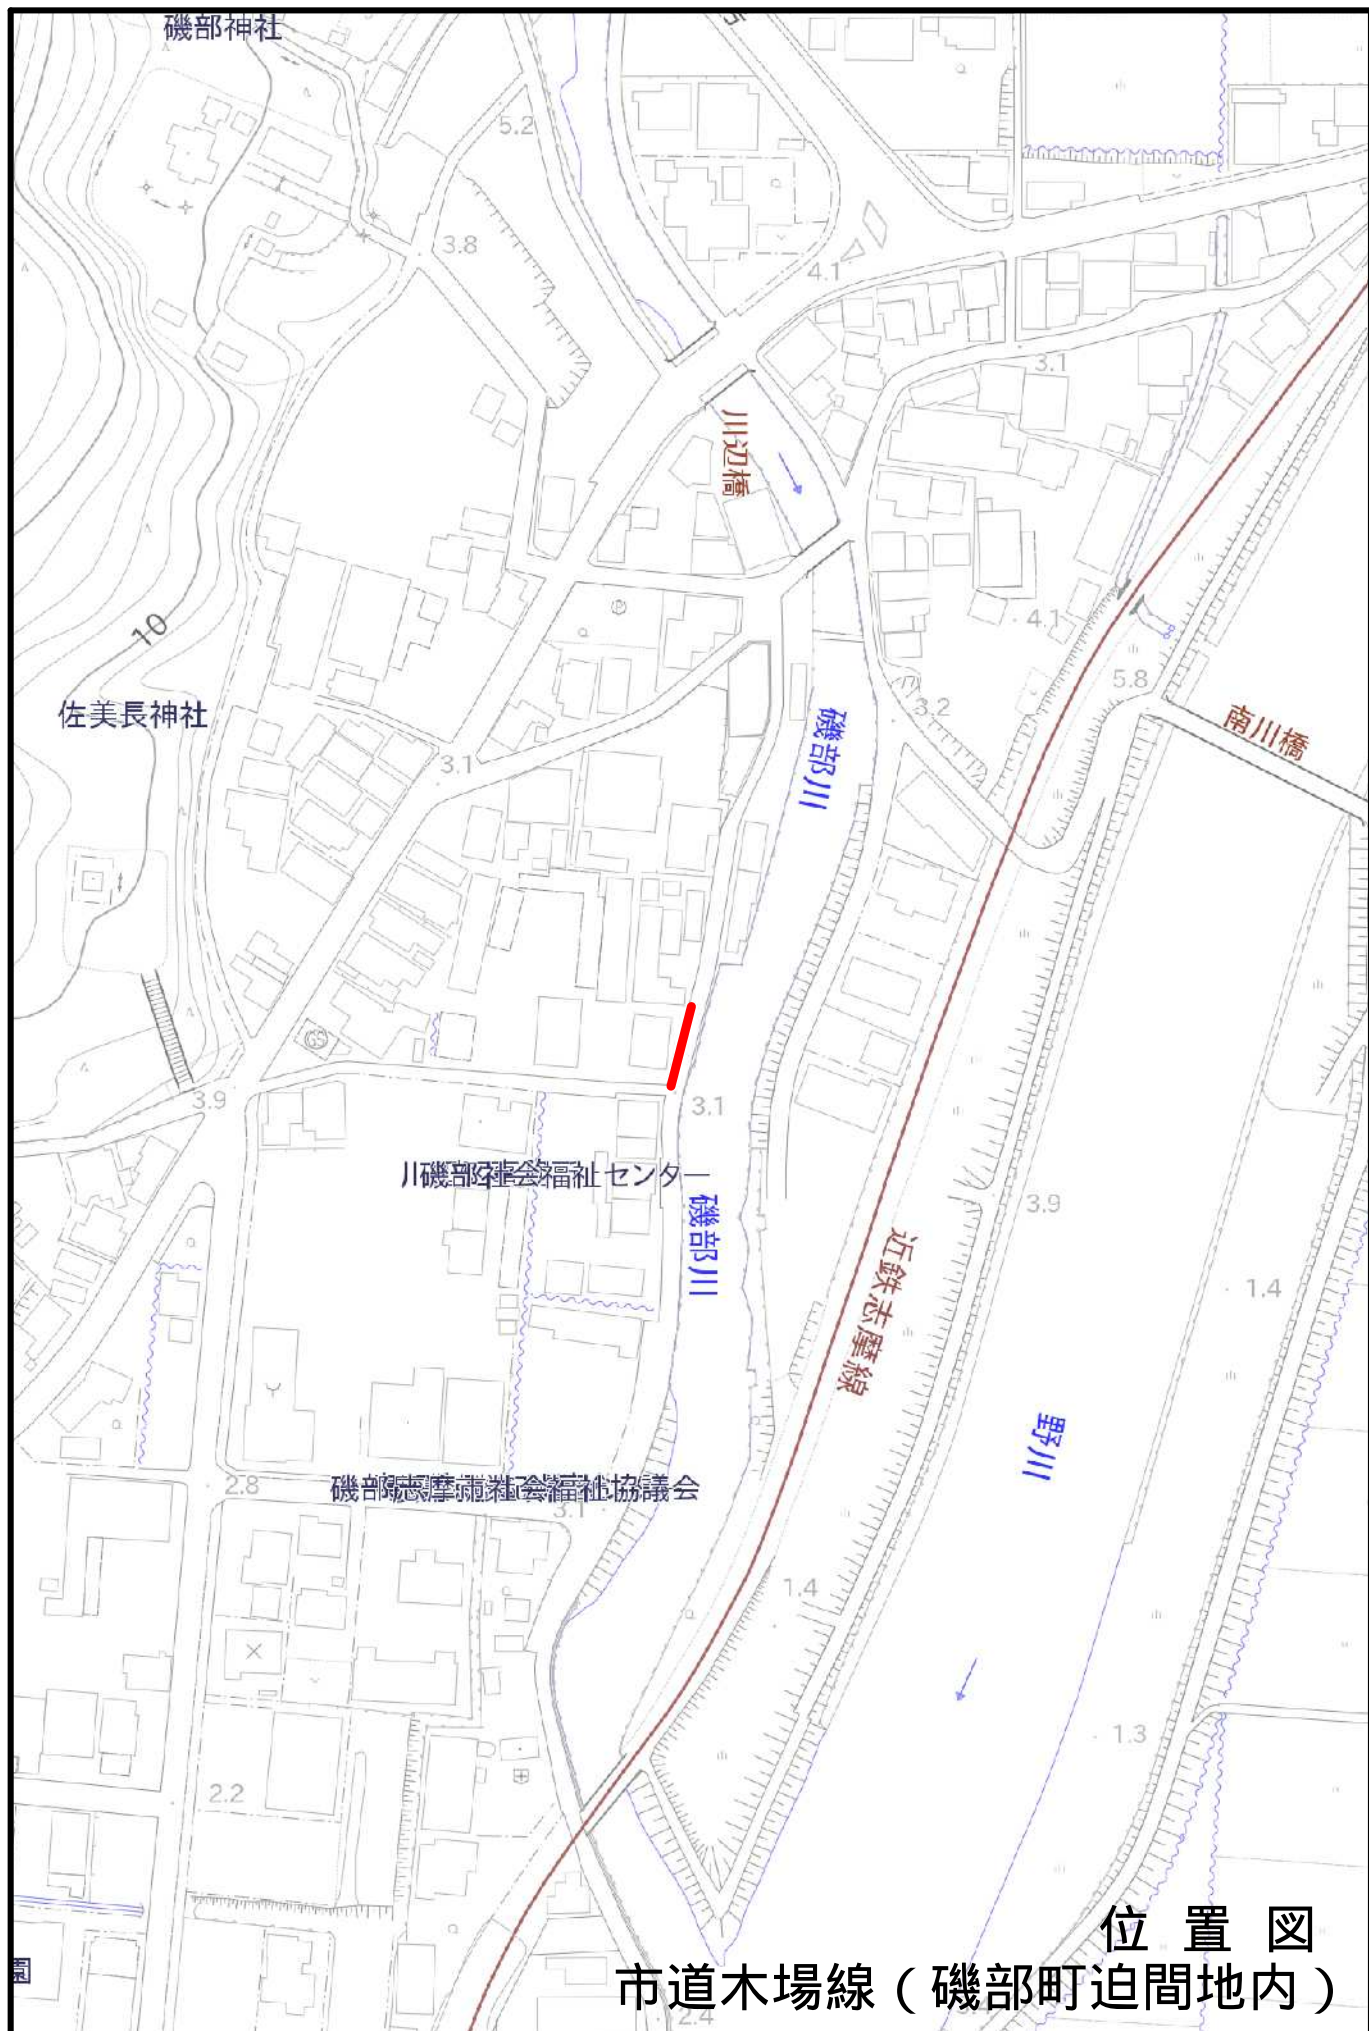 磯部神社
5.2
3.8
4.1
3.1
川辺橋
10
4.1
5.8
佐美長神社
3.2
南川橋
磯部川
3.1
3.9
3.1
磯部川
3.9
近鉄志摩線
1.4
野川
2.8
3.1
1.4
1.3
2.2
園
位置図
市道木場線（磯部町迫間地内）
2.4